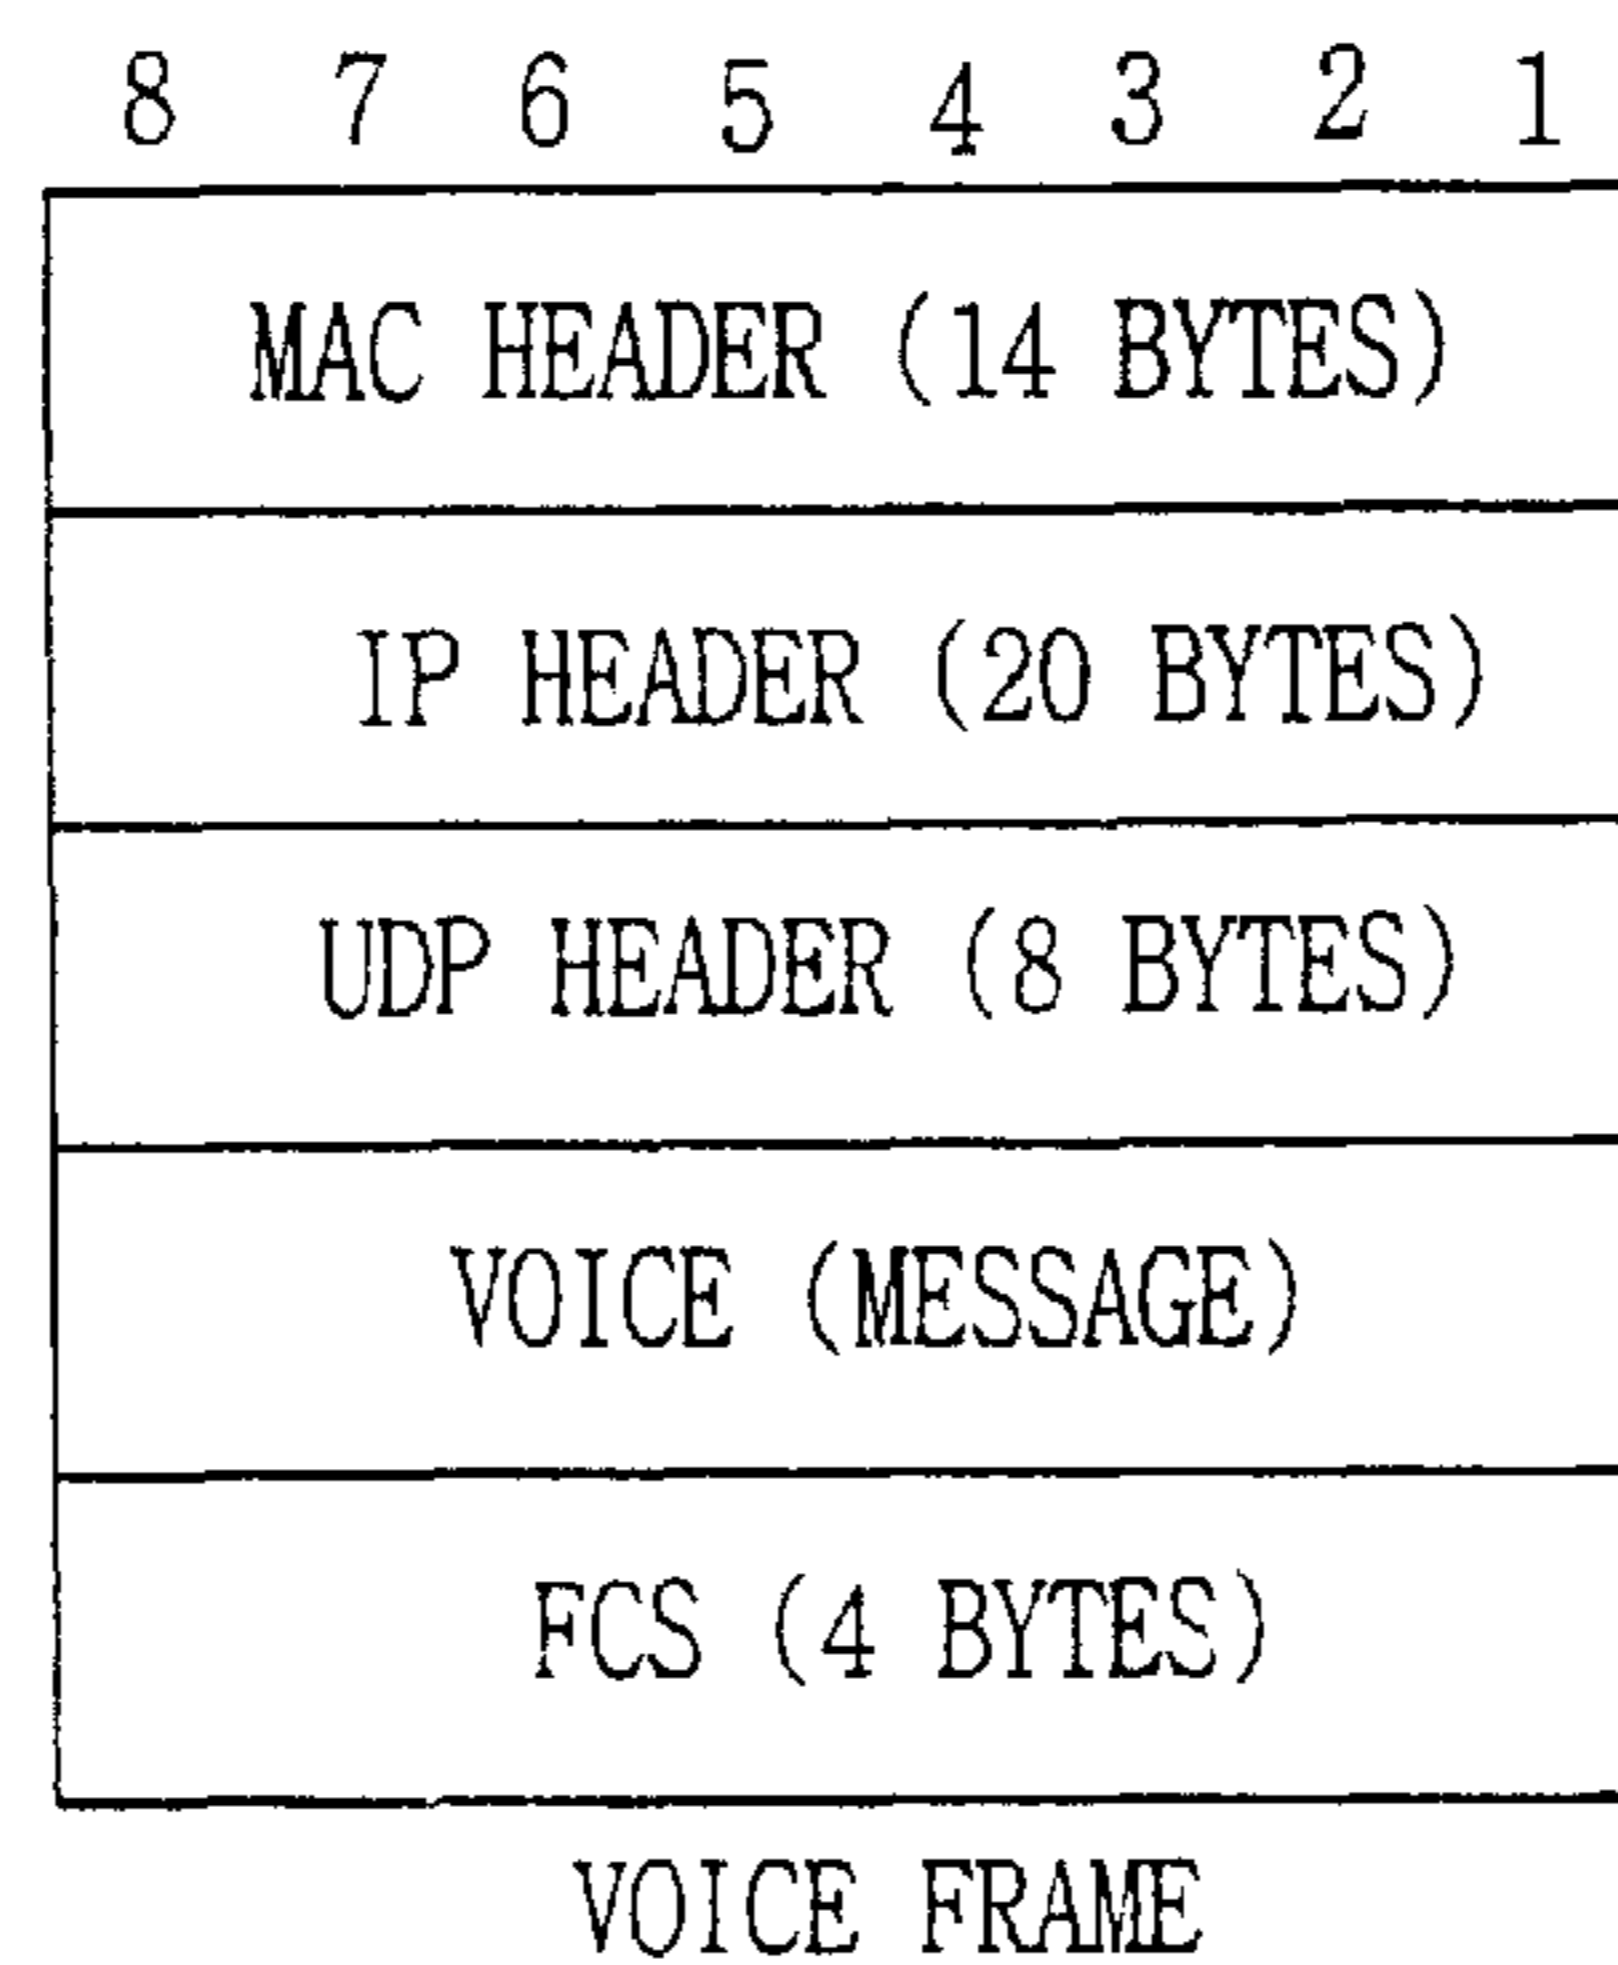 8 7 6 5 4 3 2 1
MAC HEADER (14 BYTES)
IP HEADER (20 BYTES)
UDP HEADER (8 BYTES)
VOICE (MESSAGE)
FCS (4 BYTES)
VOICE FRAME